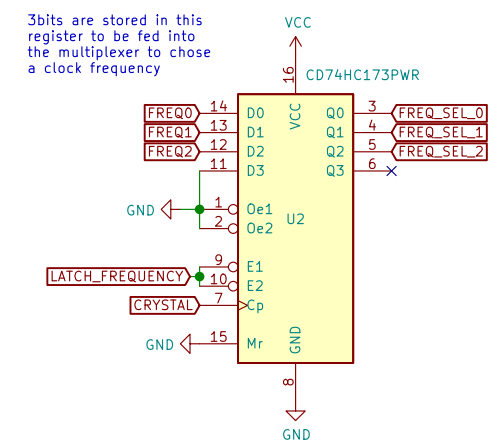 3bits are stored in this
register to be fed into
the multiplexer to chose
a clock frequency
VCC
16
CD74HC173PWR
VCC
FREQ0 14 D0 Q0 3 FREQ_SEL_0
FREQ1 13 D1 Q1 4 FREQ_SEL_1
FREQ2 12 D2 Q2 5 FREQ_SEL_2
11 D3 Q3 6
GND 1 Oe1
2 Oe2
U2
9 E1
LATCH_FREQUENCY
10 E2
CRYSTAL 7 Cp
GND 15 Mr
GND
8
GND